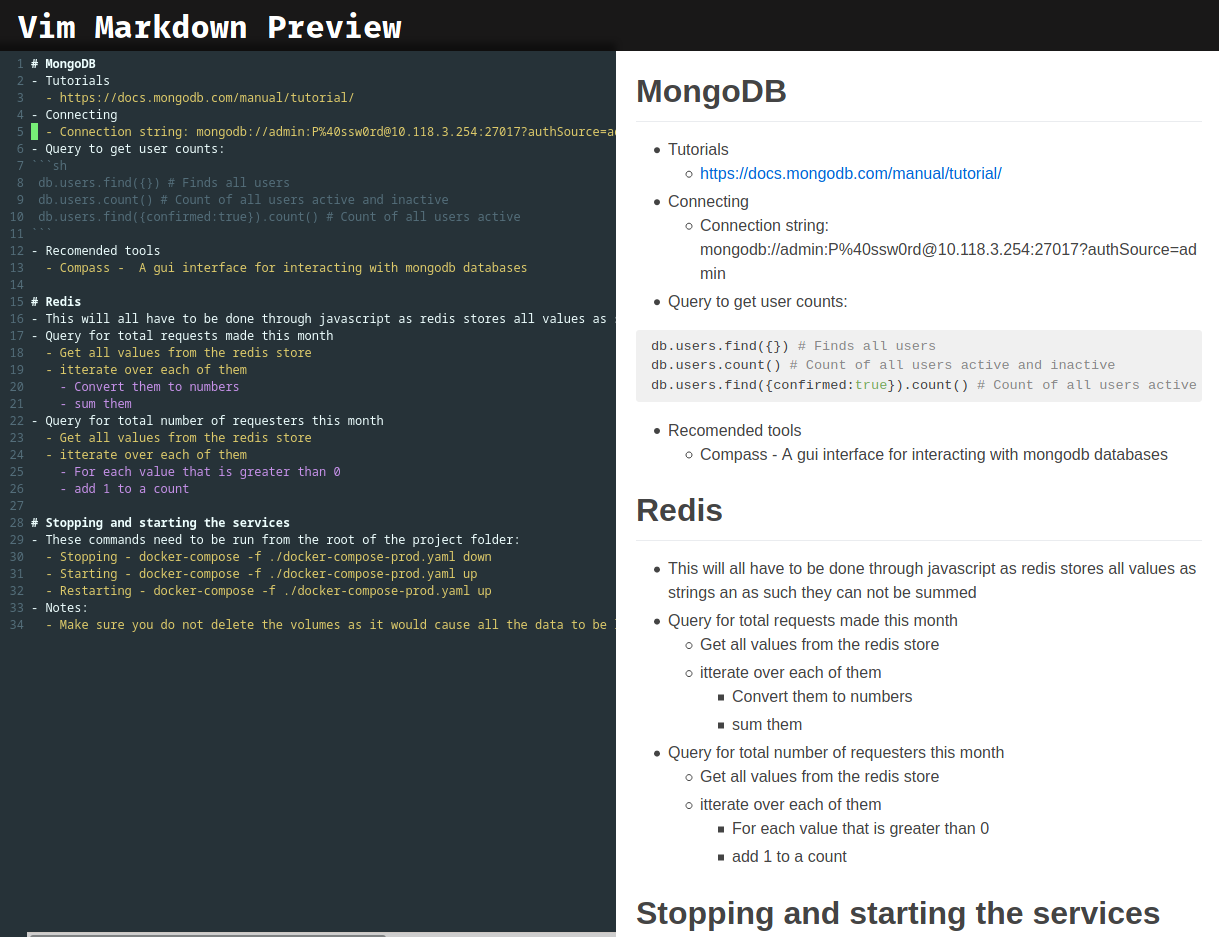 Vim Markdown Preview
1 # MongoDB
2 - Tutorials
3 - https://docs.mongodb.com/manual/tutorial/
4 - Connecting
5 - Connection string: mongodb://admin:P%40ssw0rd@10.118.3.254:27017?authSource=ad
6 - Query to get user counts:
7 ```sh
8 db.users.find({}) # Finds all users
9 db.users.count() # Count of all users active and inactive
10 db.users.find({confirmed:true}).count() # Count of all users active
11 ```
12 - Recomended tools
13 - Compass -  A gui interface for interacting with mongodb databases
14
15 # Redis
16 - This will all have to be done through javascript as redis stores all values as
17 - Query for total requests made this month
18 - Get all values from the redis store
19 - itterate over each of them
20 - Convert them to numbers
21 - sum them
22 - Query for total number of requesters this month
23 - Get all values from the redis store
24 - itterate over each of them
25 - For each value that is greater than 0
26 - add 1 to a count
27
28 # Stopping and starting the services
29 - These commands need to be run from the root of the project folder:
30 - Stopping - docker-compose -f ./docker-compose-prod.yaml down
31 - Starting - docker-compose -f ./docker-compose-prod.yaml up
32 - Restarting - docker-compose -f ./docker-compose-prod.yaml up
33 - Notes:
34 - Make sure you do not delete the volumes as it would cause all the data to be
MongoDB
• Tutorials
○ https://docs.mongodb.com/manual/tutorial/
• Connecting
○ Connection string:
mongodb://admin:P%40ssw0rd@10.118.3.254:27017?authSource=ad
min
• Query to get user counts:
db.users.find({}) # Finds all users
db.users.count() # Count of all users active and inactive
db.users.find({confirmed:true}).count() # Count of all users active
• Recomended tools
○ Compass - A gui interface for interacting with mongodb databases
Redis
• This will all have to be done through javascript as redis stores all values as
strings an as such they can not be summed
• Query for total requests made this month
○ Get all values from the redis store
○ itterate over each of them
▪ Convert them to numbers
▪ sum them
• Query for total number of requesters this month
○ Get all values from the redis store
○ itterate over each of them
▪ For each value that is greater than 0
▪ add 1 to a count
Stopping and starting the services